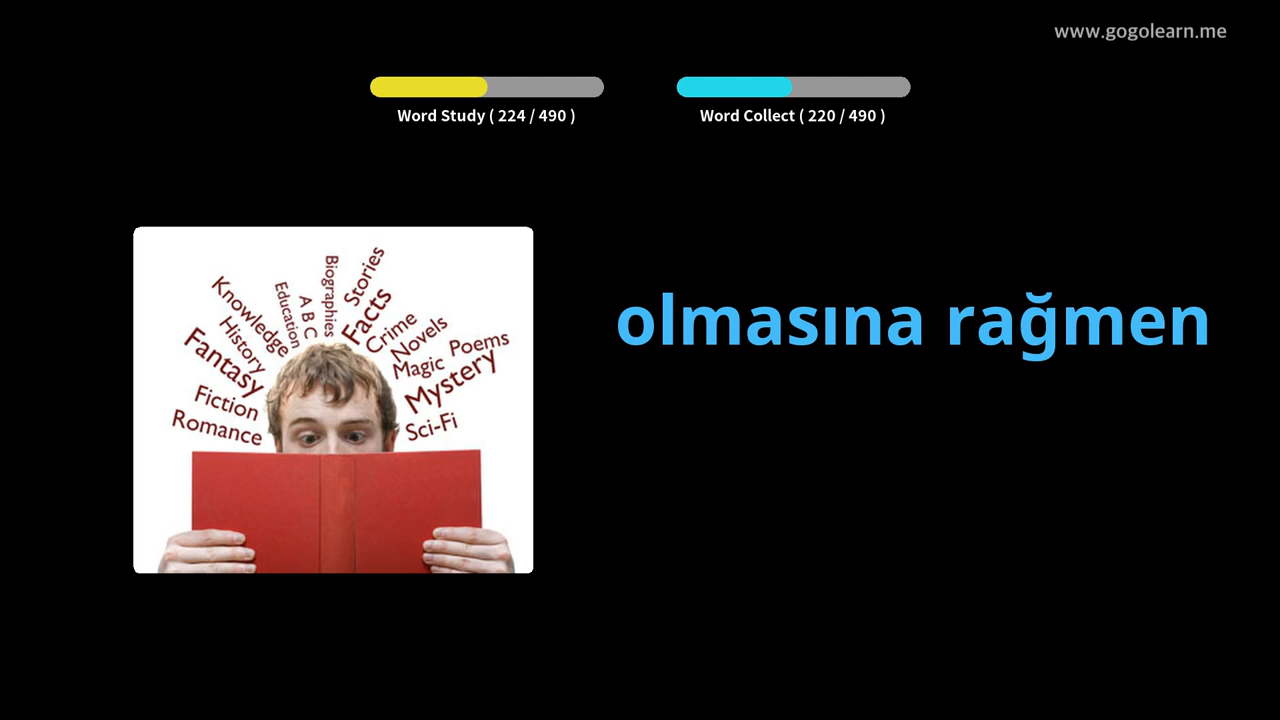 www.gogolearn.me
Word Study ( 224 / 490 )
Word Collect ( 220 / 490 )
olmasına rağmen
Biographies
Stories
Education
A B C
Facts
Knowledge
History
Crime
Novels
Fantasy
Magic
Poems
Mystery
Fiction
Romance
Sci-Fi